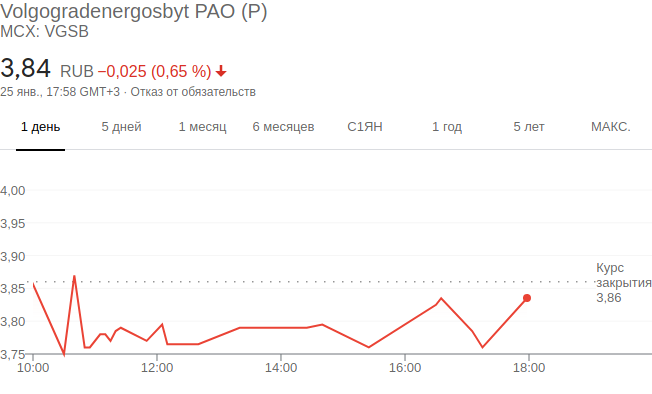 Volgogradenergosbyt PAO (P)
MCX: VGSB
3,84 RUB −0,025 (0,65 %)
25 янв., 17:58 GMT+3 · Отказ от обязательств
1 день 5 дней 1 месяц 6 месяцев С1ЯН 1 год 5 лет МАКС.
4,00
3,95
3,90
Курс
закрытия
3,85
3,86
3,80
3,75
10:00 12:00 14:00 16:00 18:00